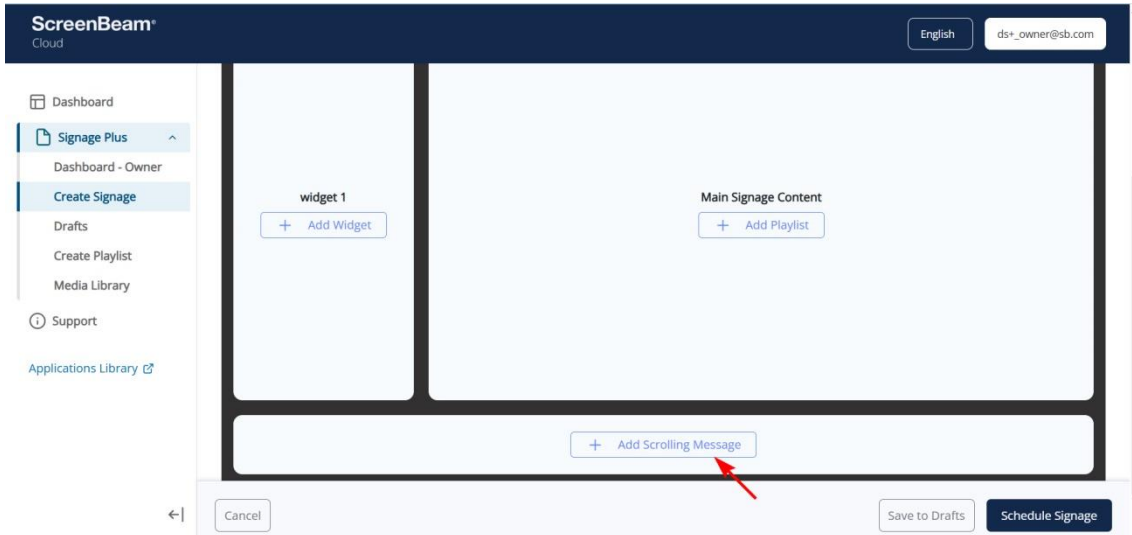 ScreenBeam®
Cloud
English
ds+_owner@sb.com
Dashboard
Signage Plus
Dashboard - Owner
Create Signage
Drafts
Create Playlist
Media Library
Support
Applications Library
widget 1
+ Add Widget
Main Signage Content
+ Add Playlist
+ Add Scrolling Message
Cancel
Save to Drafts
Schedule Signage